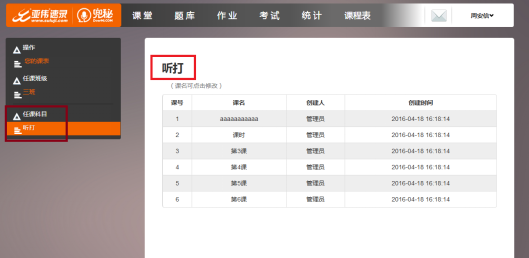 亚伟速录 兜秘 课堂 题库 作业 考试 统计 课程表 周安信
操作
您的课表
任课班级
三班
任课科目
听打
听打
（课名可点击修改）
课号 课名 创建人 创建时间
1 aaaaaaaaaaa 管理员 2016-04-18 16:18:14
2 课时 管理员 2016-04-18 16:18:14
3 第3课 管理员 2016-04-18 16:18:14
4 第4课 管理员 2016-04-18 16:18:14
5 第5课 管理员 2016-04-18 16:18:14
6 第6课 管理员 2016-04-18 16:18:14